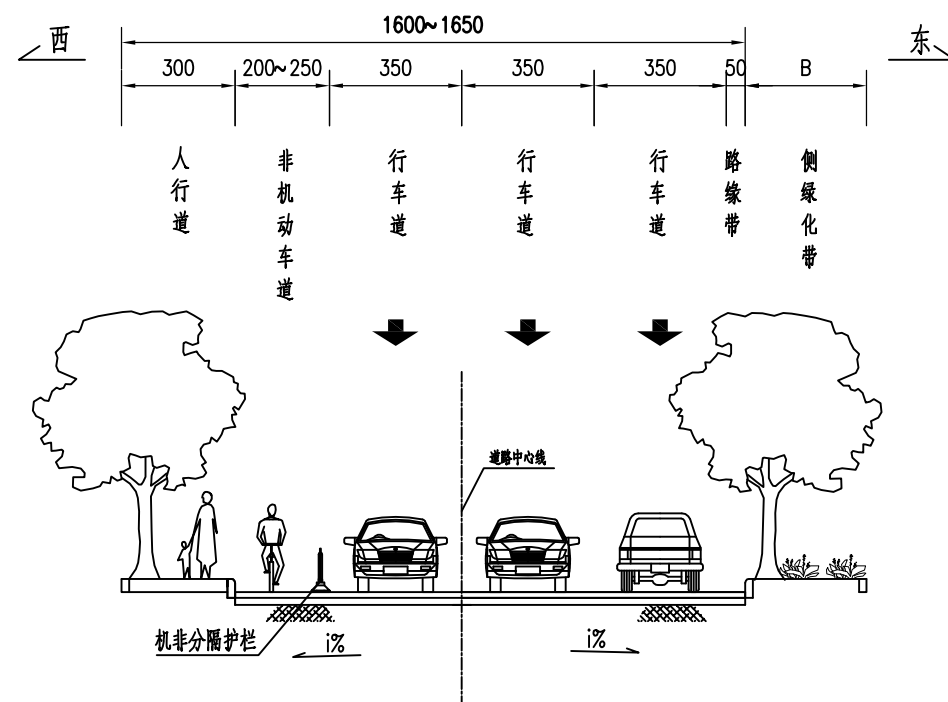 1600~1650
西
东
300
200~250
350
350
350
50
B
人行道
非机动车道
行车道
行车道
行车道
路缘带
侧绿化带
道路中心线
机非分隔护栏
i%
i%